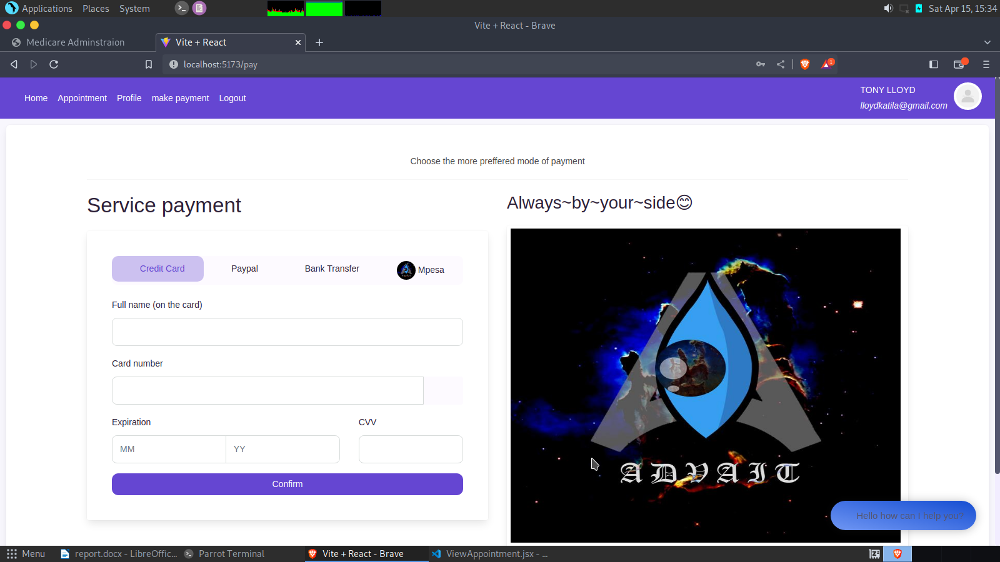 Applications Places System
Sat Apr 15, 15:34
Vite + React - Brave
Medicare Adminstraion
Vite + React
localhost:5173/pay
1
Home Appointment Profile make payment Logout
TONY LLOYD
lloydkatila@gmail.com
Choose the more preffered mode of payment
Service payment
Always~by~your~side😊
Credit Card Paypal Bank Transfer Mpesa
Full name (on the card)
Card number
Expiration CVV
MM YY
Confirm
ADVAIT
Hello how can I help you?
Menu report.docx - LibreOffic... Parrot Terminal Vite + React - Brave ViewAppointment.jsx - ...